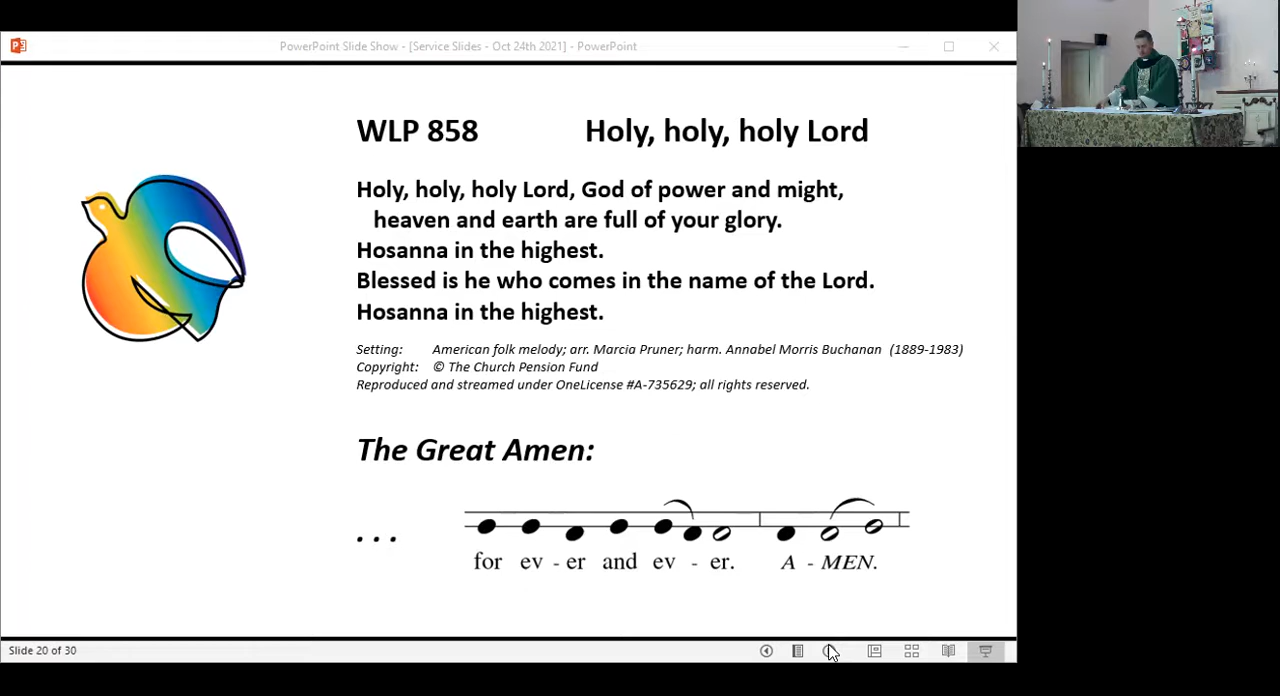 PowerPoint Slide Show - [Service Slides - Oct 24th 2021] - PowerPoint
WLP 858 Holy, holy, holy Lord
Holy, holy, holy Lord, God of power and might,
heaven and earth are full of your glory.
Hosanna in the highest.
Blessed is he who comes in the name of the Lord.
Hosanna in the highest.
Setting: American folk melody; arr. Marcia Pruner; harm. Annabel Morris Buchanan (1889-1983)
Copyright: © The Church Pension Fund
Reproduced and streamed under OneLicense #A-735629; all rights reserved.
The Great Amen:
...
for ev - er and ev - er. A - MEN.
Slide 20 of 30